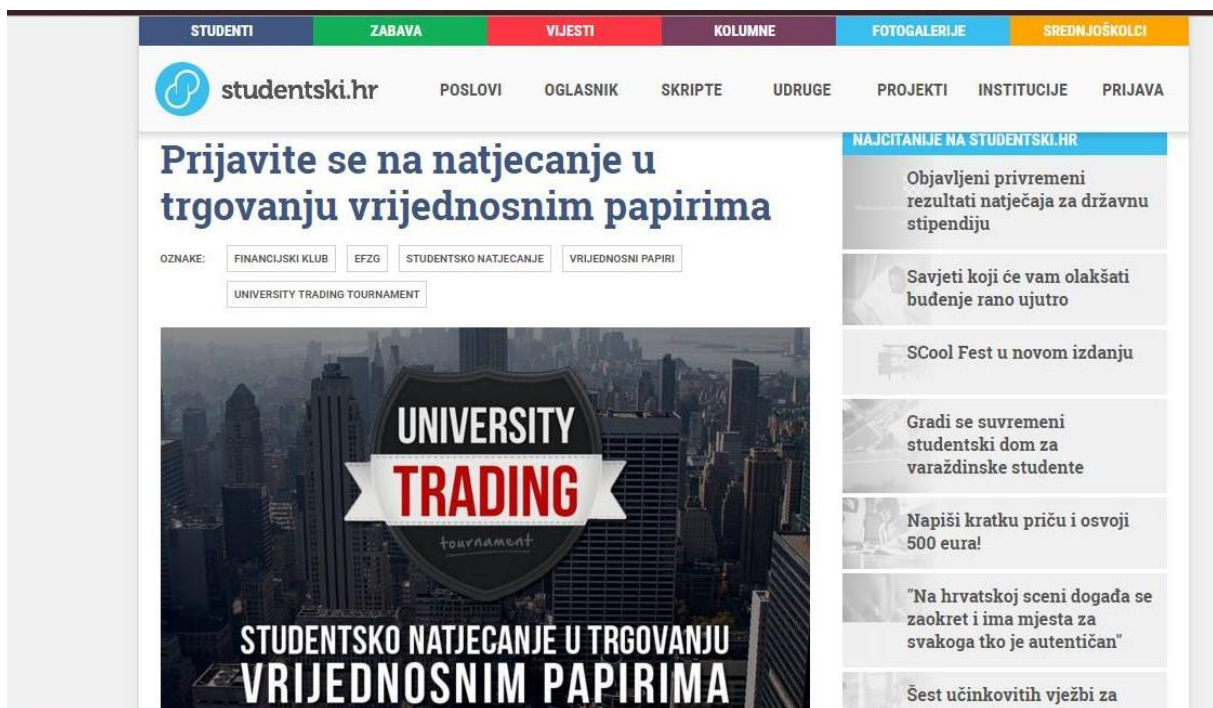 STUDENTI ZABAVA VIJESTI KOLUMNE FOTOGALERIJE SREDNJOŠKOLCI
studentski.hr POSLOVI OGLASNIK SKRIPTE UDRUGE PROJEKTI INSTITUCIJE PRIJAVA
Prijavite se na natjecanje u
trgovanju vrijednosnim papirima
OZNAKE: FINANCIJSKI KLUB EFZG STUDENTSKO NATJECANJE VRIJEDNOSNI PAPIRI
UNIVERSITY TRADING TOURNAMENT
UNIVERSITY
TRADING
tournament
STUDENTSKO NATJECANJE U TRGOVANJU
VRIJEDNOSNIM PAPIRIMA
NAJČITANIJE NA STUDENTSKI.HR
Objavljeni privremeni
rezultati natječaja za državnu
stipendiju
Savjeti koji će vam olakšati
buđenje rano ujutro
SCool Fest u novom izdanju
Gradi se suvremeni
studentski dom za
varaždinske studente
Napiši kratku priču i osvoji
500 eura!
"Na hrvatskoj sceni događa se
zaokret i ima mjesta za
svakoga tko je autentičan"
Šest učinkovitih vježbi za